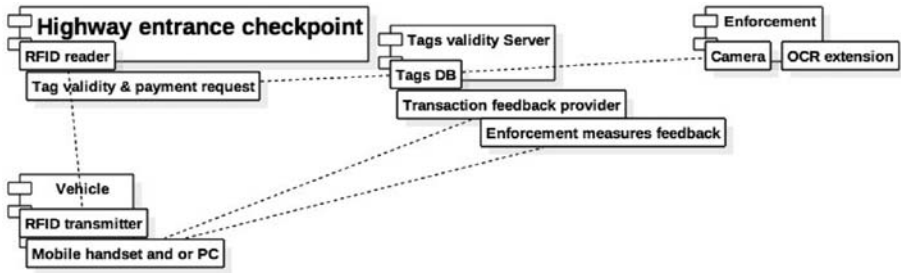 Highway entrance checkpoint
RFID reader
Tag validity & payment request
Tags validity Server
Tags DB
Transaction feedback provider
Enforcement measures feedback
Enforcement
Camera
OCR extension
Vehicle
RFID transmitter
Mobile handset and or PC